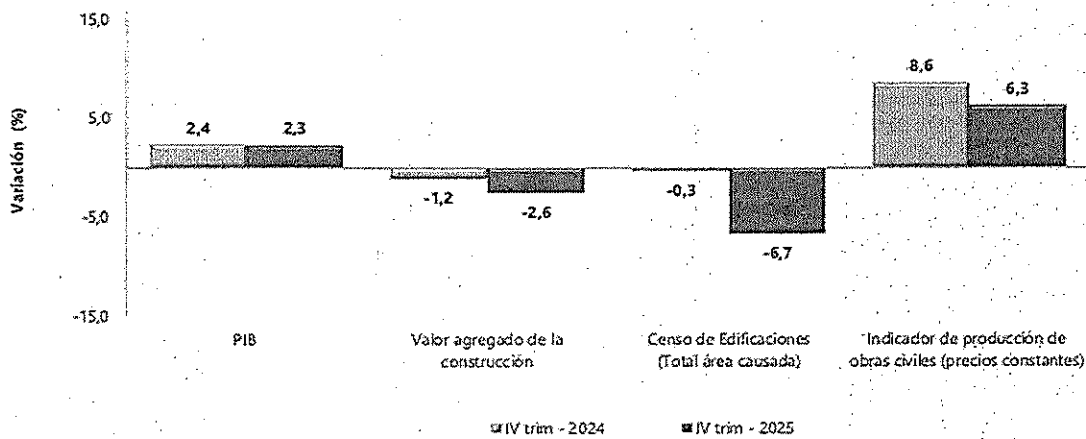 15,0
5,0
-5,0
-15,0
Variación (%)
2,4
2,3
-1,2
-2,6
-0,3
-6,7
8,6
6,3
PIB
Valor agregado de la
construcción
Censo de Edificaciones
(Total área causada)
Indicador de producción de
obras civiles (precios constantes)
IV trim - 2024
IV trim - 2025